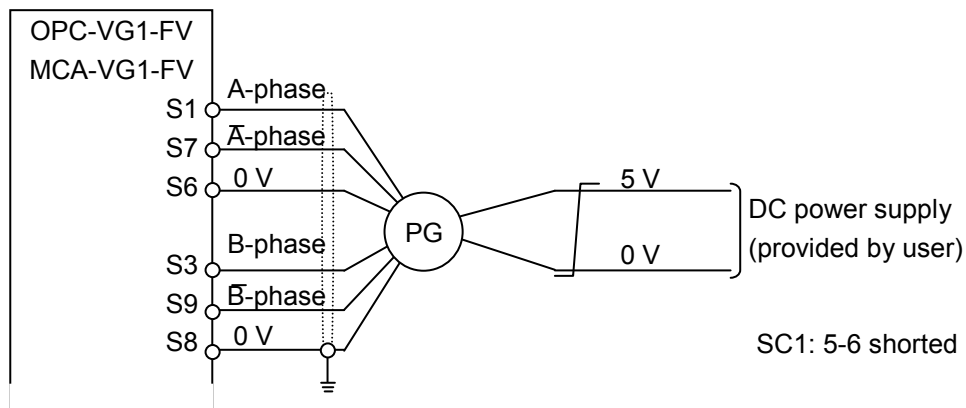 OPC-VG1-FV
MCA-VG1-FV
S1 A-phase
S7 A̅-phase
S6 0 V
S3 B-phase
S9 B̅-phase
S8 0 V
PG
5 V
0 V
DC power supply
(provided by user)
SC1: 5-6 shorted